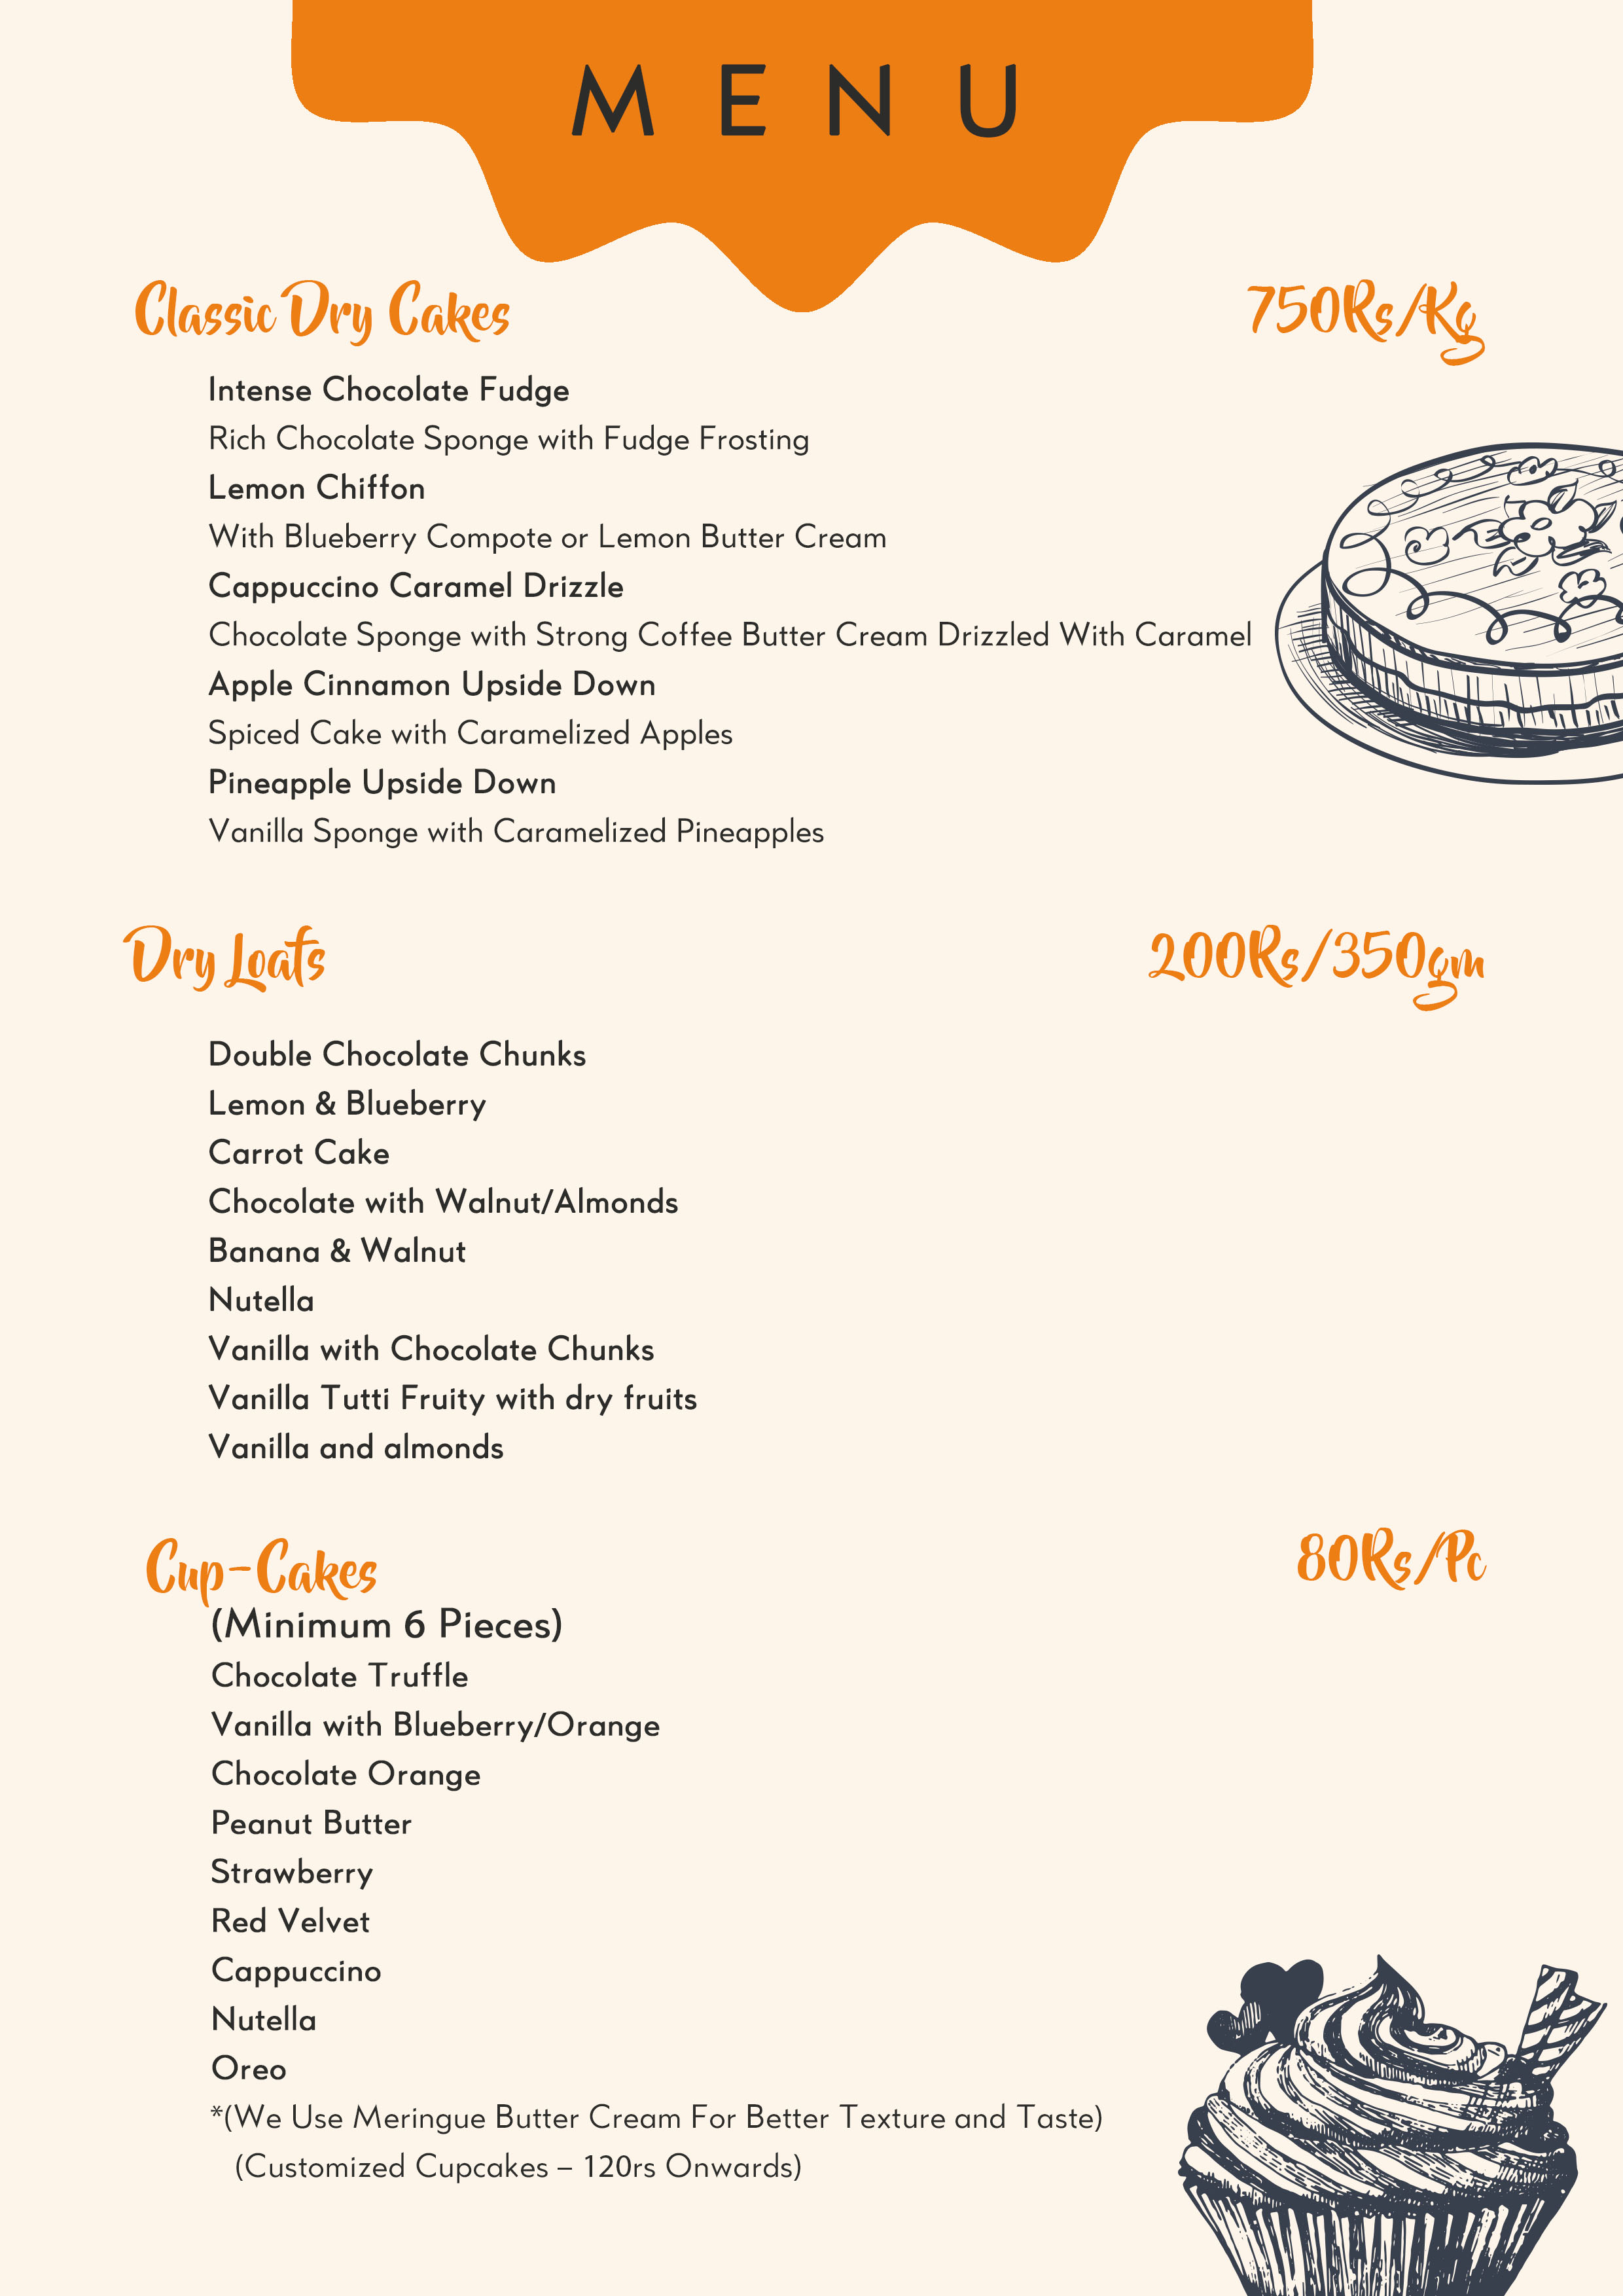 MENU
Classic Dry Cakes 750Rs/Kg
Intense Chocolate Fudge
Rich Chocolate Sponge with Fudge Frosting
Lemon Chiffon
With Blueberry Compote or Lemon Butter Cream
Cappuccino Caramel Drizzle
Chocolate Sponge with Strong Coffee Butter Cream Drizzled With Caramel
Apple Cinnamon Upside Down
Spiced Cake with Caramelized Apples
Pineapple Upside Down
Vanilla Sponge with Caramelized Pineapples
Dry Loafs 200Rs/350gm
Double Chocolate Chunks
Lemon & Blueberry
Carrot Cake
Chocolate with Walnut/Almonds
Banana & Walnut
Nutella
Vanilla with Chocolate Chunks
Vanilla Tutti Fruity with dry fruits
Vanilla and almonds
Cup-Cakes 80Rs/Pc
(Minimum 6 Pieces)
Chocolate Truffle
Vanilla with Blueberry/Orange
Chocolate Orange
Peanut Butter
Strawberry
Red Velvet
Cappuccino
Nutella
Oreo
*(We Use Meringue Butter Cream For Better Texture and Taste)
(Customized Cupcakes – 120rs Onwards)